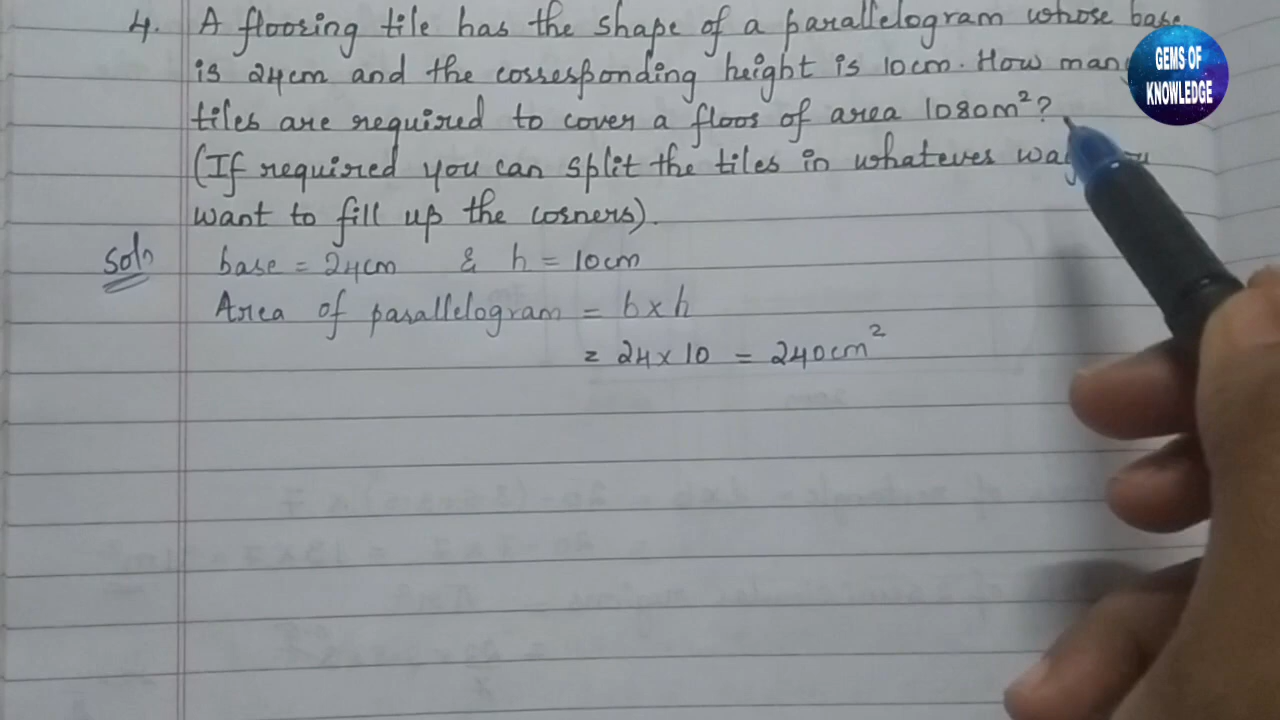 4. A flooring tile has the shape of a parallelogram whose base
is 24cm and the corresponding height is 10cm. How many
tiles are required to cover a floor of area 1080m²?
(If required you can split the tiles in whatever
want to fill up the corners).
Soln base = 24cm & h = 10cm
Area of parallelogram = b x h
= 24 x 10 = 240cm²
GEMS OF
KNOWLEDGE